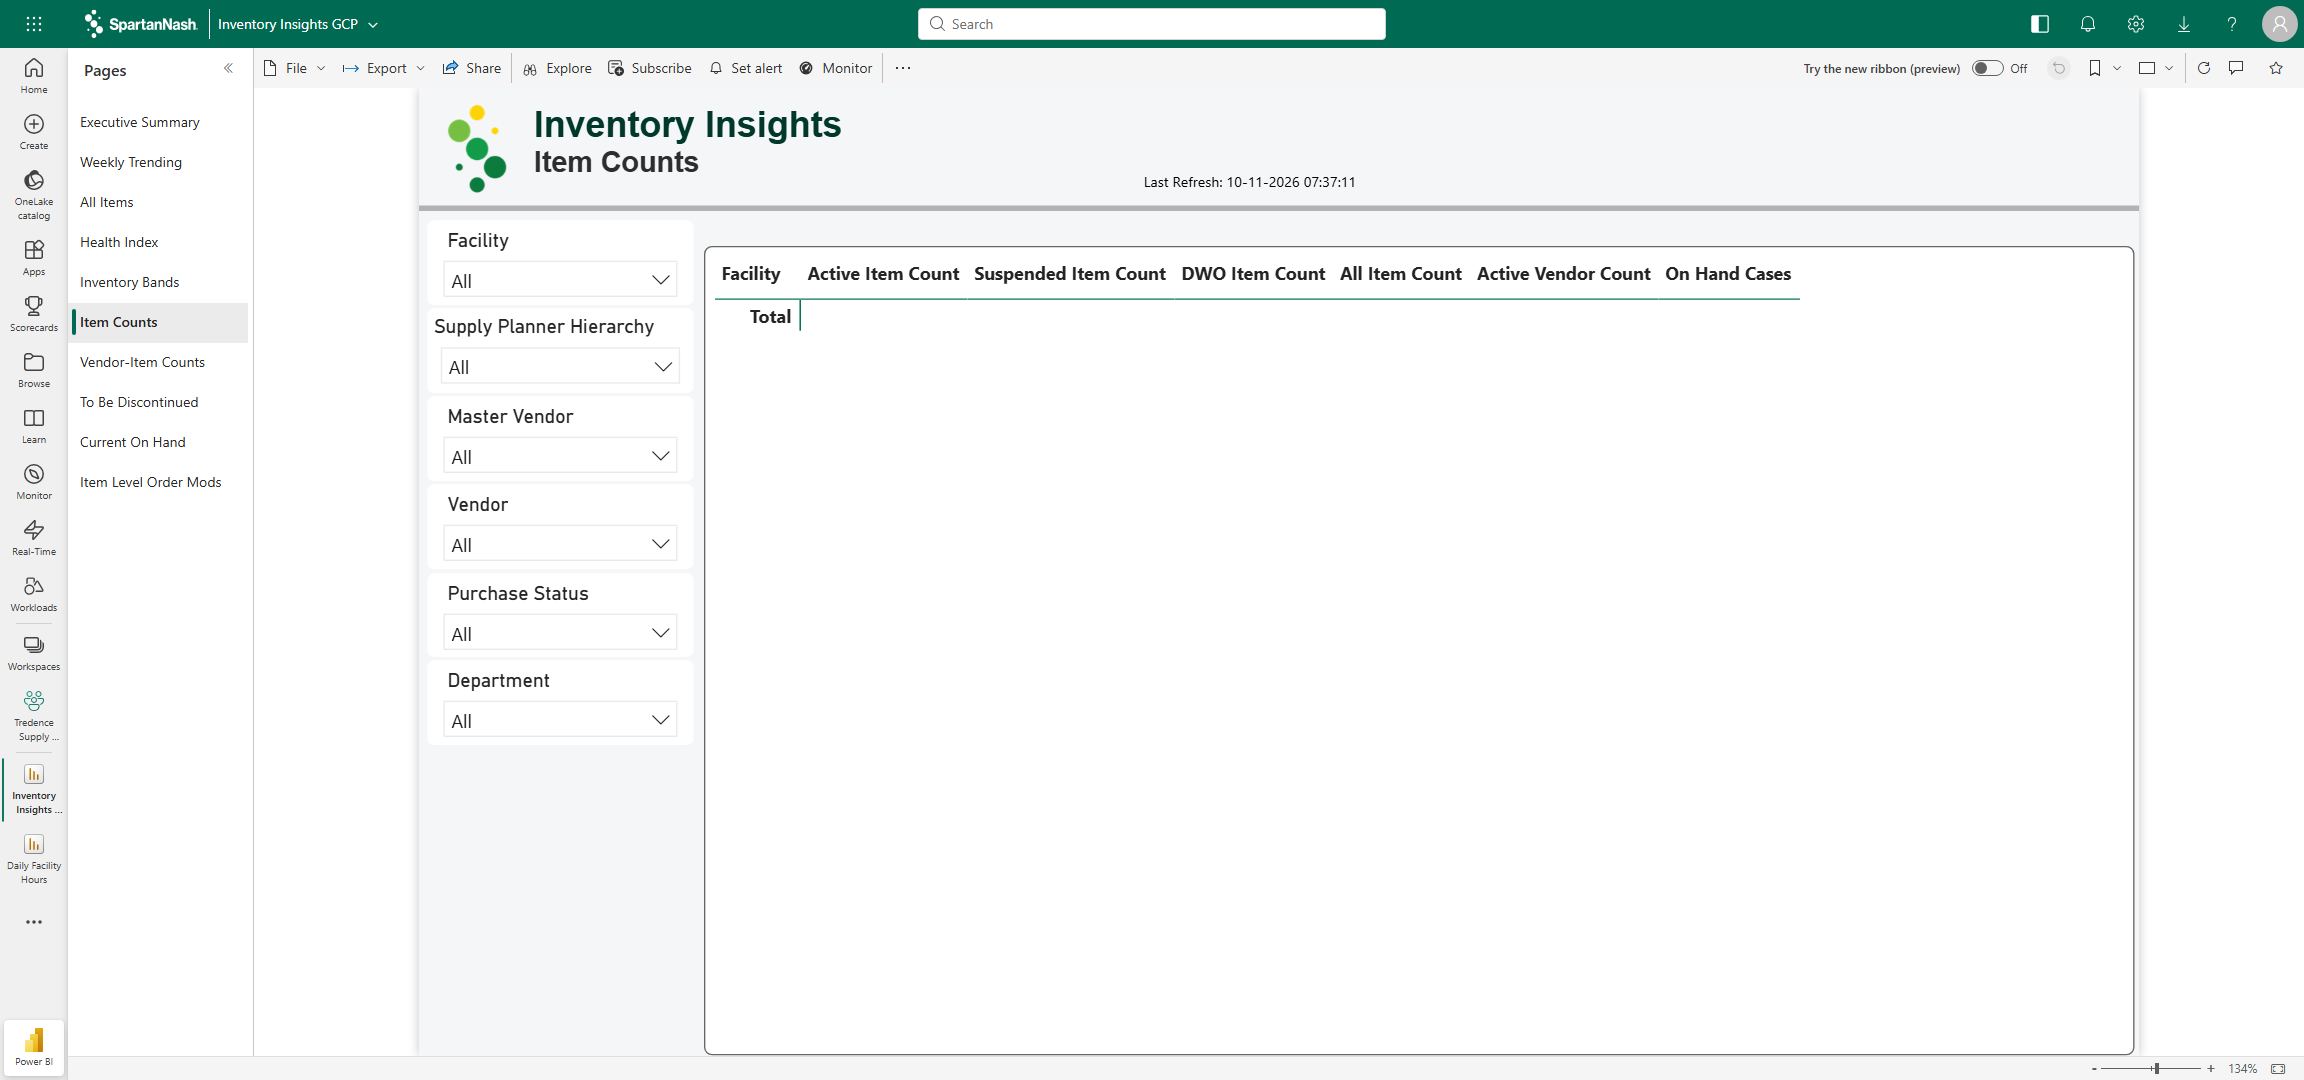 SpartanNash
Inventory Insights GCP
Search
Home
Create
OneLake
catalog
Apps
Scorecards
Browse
Learn
Monitor
Real-Time
Workloads
Workspaces
Tredence
Supply ...
Inventory
Insights ...
Daily Facility
Hours
Power BI
Pages
Executive Summary
Weekly Trending
All Items
Health Index
Inventory Bands
Item Counts
Vendor-Item Counts
To Be Discontinued
Current On Hand
Item Level Order Mods
File Export Share Explore Subscribe Set alert Monitor ... Try the new ribbon (preview) Off
Inventory Insights
Item Counts
Last Refresh: 10-11-2026 07:37:11
Facility
All
Supply Planner Hierarchy
All
Master Vendor
All
Vendor
All
Purchase Status
All
Department
All
Facility Active Item Count Suspended Item Count DWO Item Count All Item Count Active Vendor Count On Hand Cases
Total
- + 134%